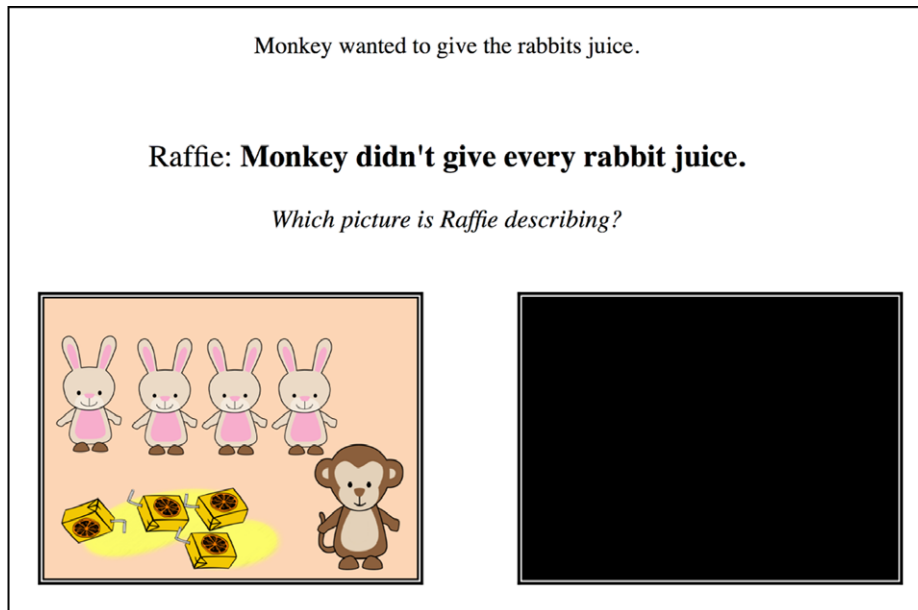 Monkey wanted to give the rabbits juice.
Raffie: Monkey didn't give every rabbit juice.
Which picture is Raffie describing?